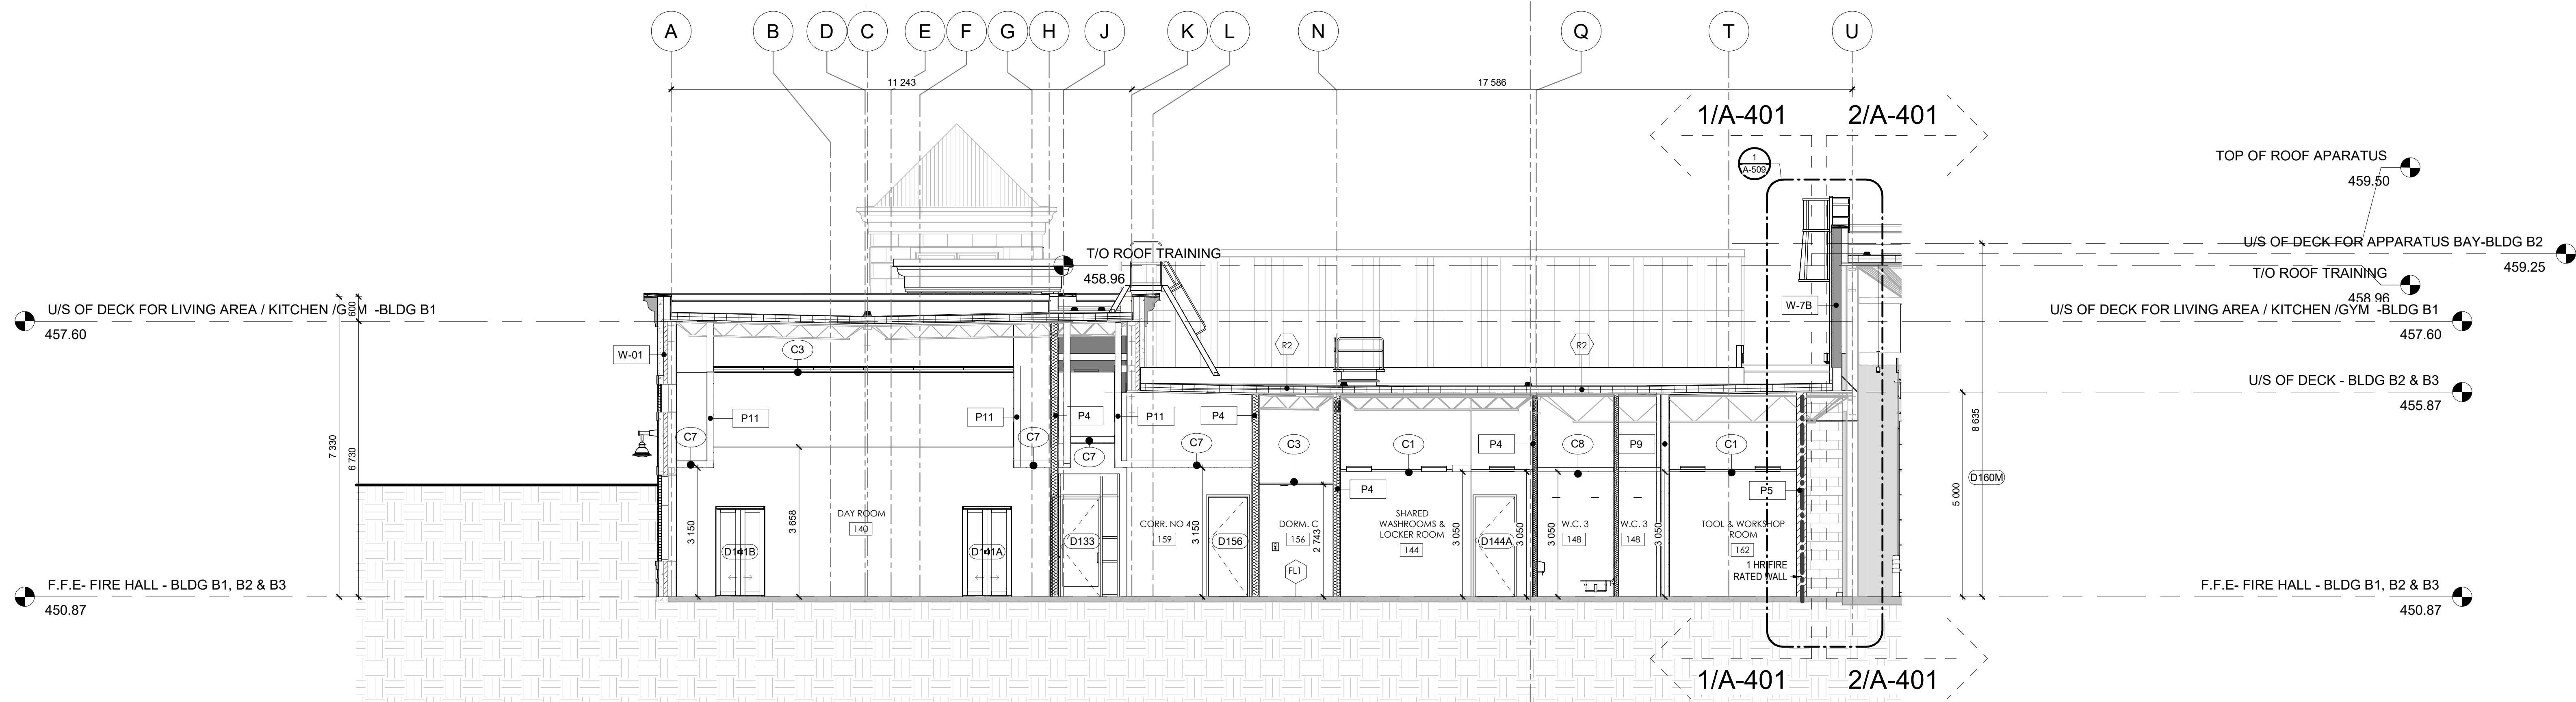 A B D C E F G H J K L N Q T U
11 243
17 586
1/A-401
2/A-401
1
A-509
TOP OF ROOF APARATUS
459.50
U/S OF DECK FOR APPARATUS BAY-BLDG B2
459.25
T/O ROOF TRAINING
458.96
T/O ROOF TRAINING
458.96
U/S OF DECK FOR LIVING AREA / KITCHEN /GYM -BLDG B1
457.60
600
W-7B
U/S OF DECK FOR LIVING AREA / KITCHEN /GYM -BLDG B1
457.60
W-01
C3
R2
R2
U/S OF DECK - BLDG B2 & B3
455.87
P11
P11
P4
P11
P4
C7
C7
C7
C7
C3
C1
P4
C8
P9
C1
7 330
6 730
8 635
D160M
5 000
P4
P5
3 150
3 658
DAY ROOM
140
D141B
D141A
D133
CORR. NO 4
159
3 150
D156
DORM. C
156
2 743
FL1
SHARED
WASHROOMS &
LOCKER ROOM
144
3 050
D144A
3 050
3 050
W.C. 3
148
W.C. 3
148
3 050
TOOL & WORKSHOP
ROOM
162
1 HR FIRE
RATED WALL
F.F.E- FIRE HALL - BLDG B1, B2 & B3
450.87
F.F.E- FIRE HALL - BLDG B1, B2 & B3
450.87
1/A-401
2/A-401